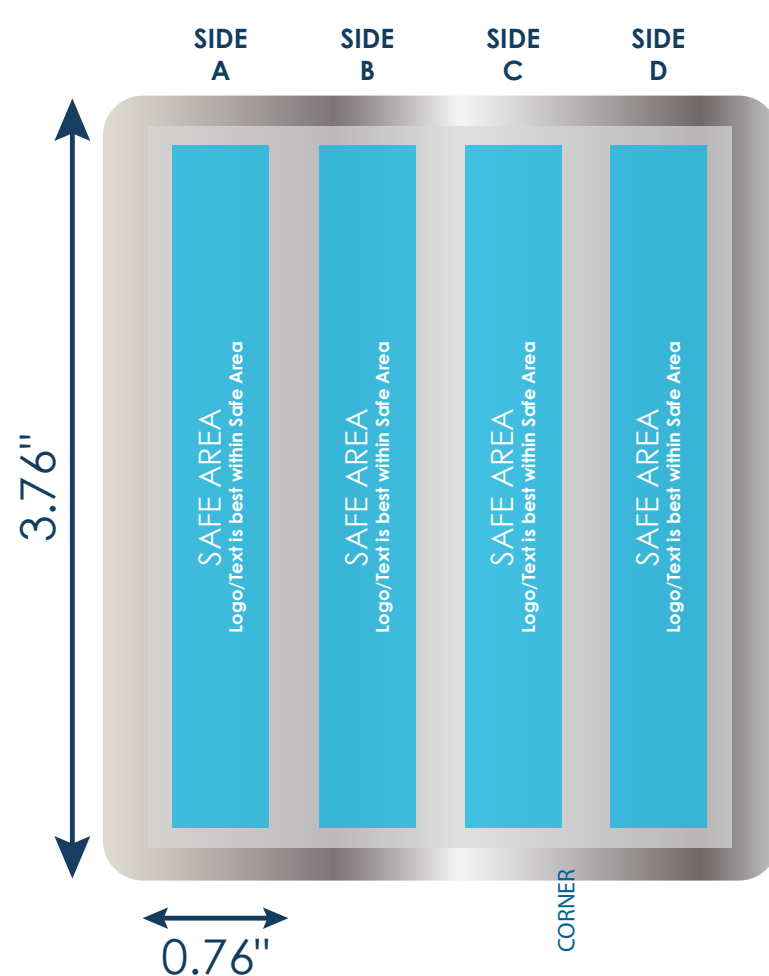 SIDE
A
SIDE
B
SIDE
C
SIDE
D
3.76"
SAFE AREA
Logo/Text is best within Safe Area
SAFE AREA
Logo/Text is best within Safe Area
SAFE AREA
Logo/Text is best within Safe Area
SAFE AREA
Logo/Text is best within Safe Area
CORNER
0.76"